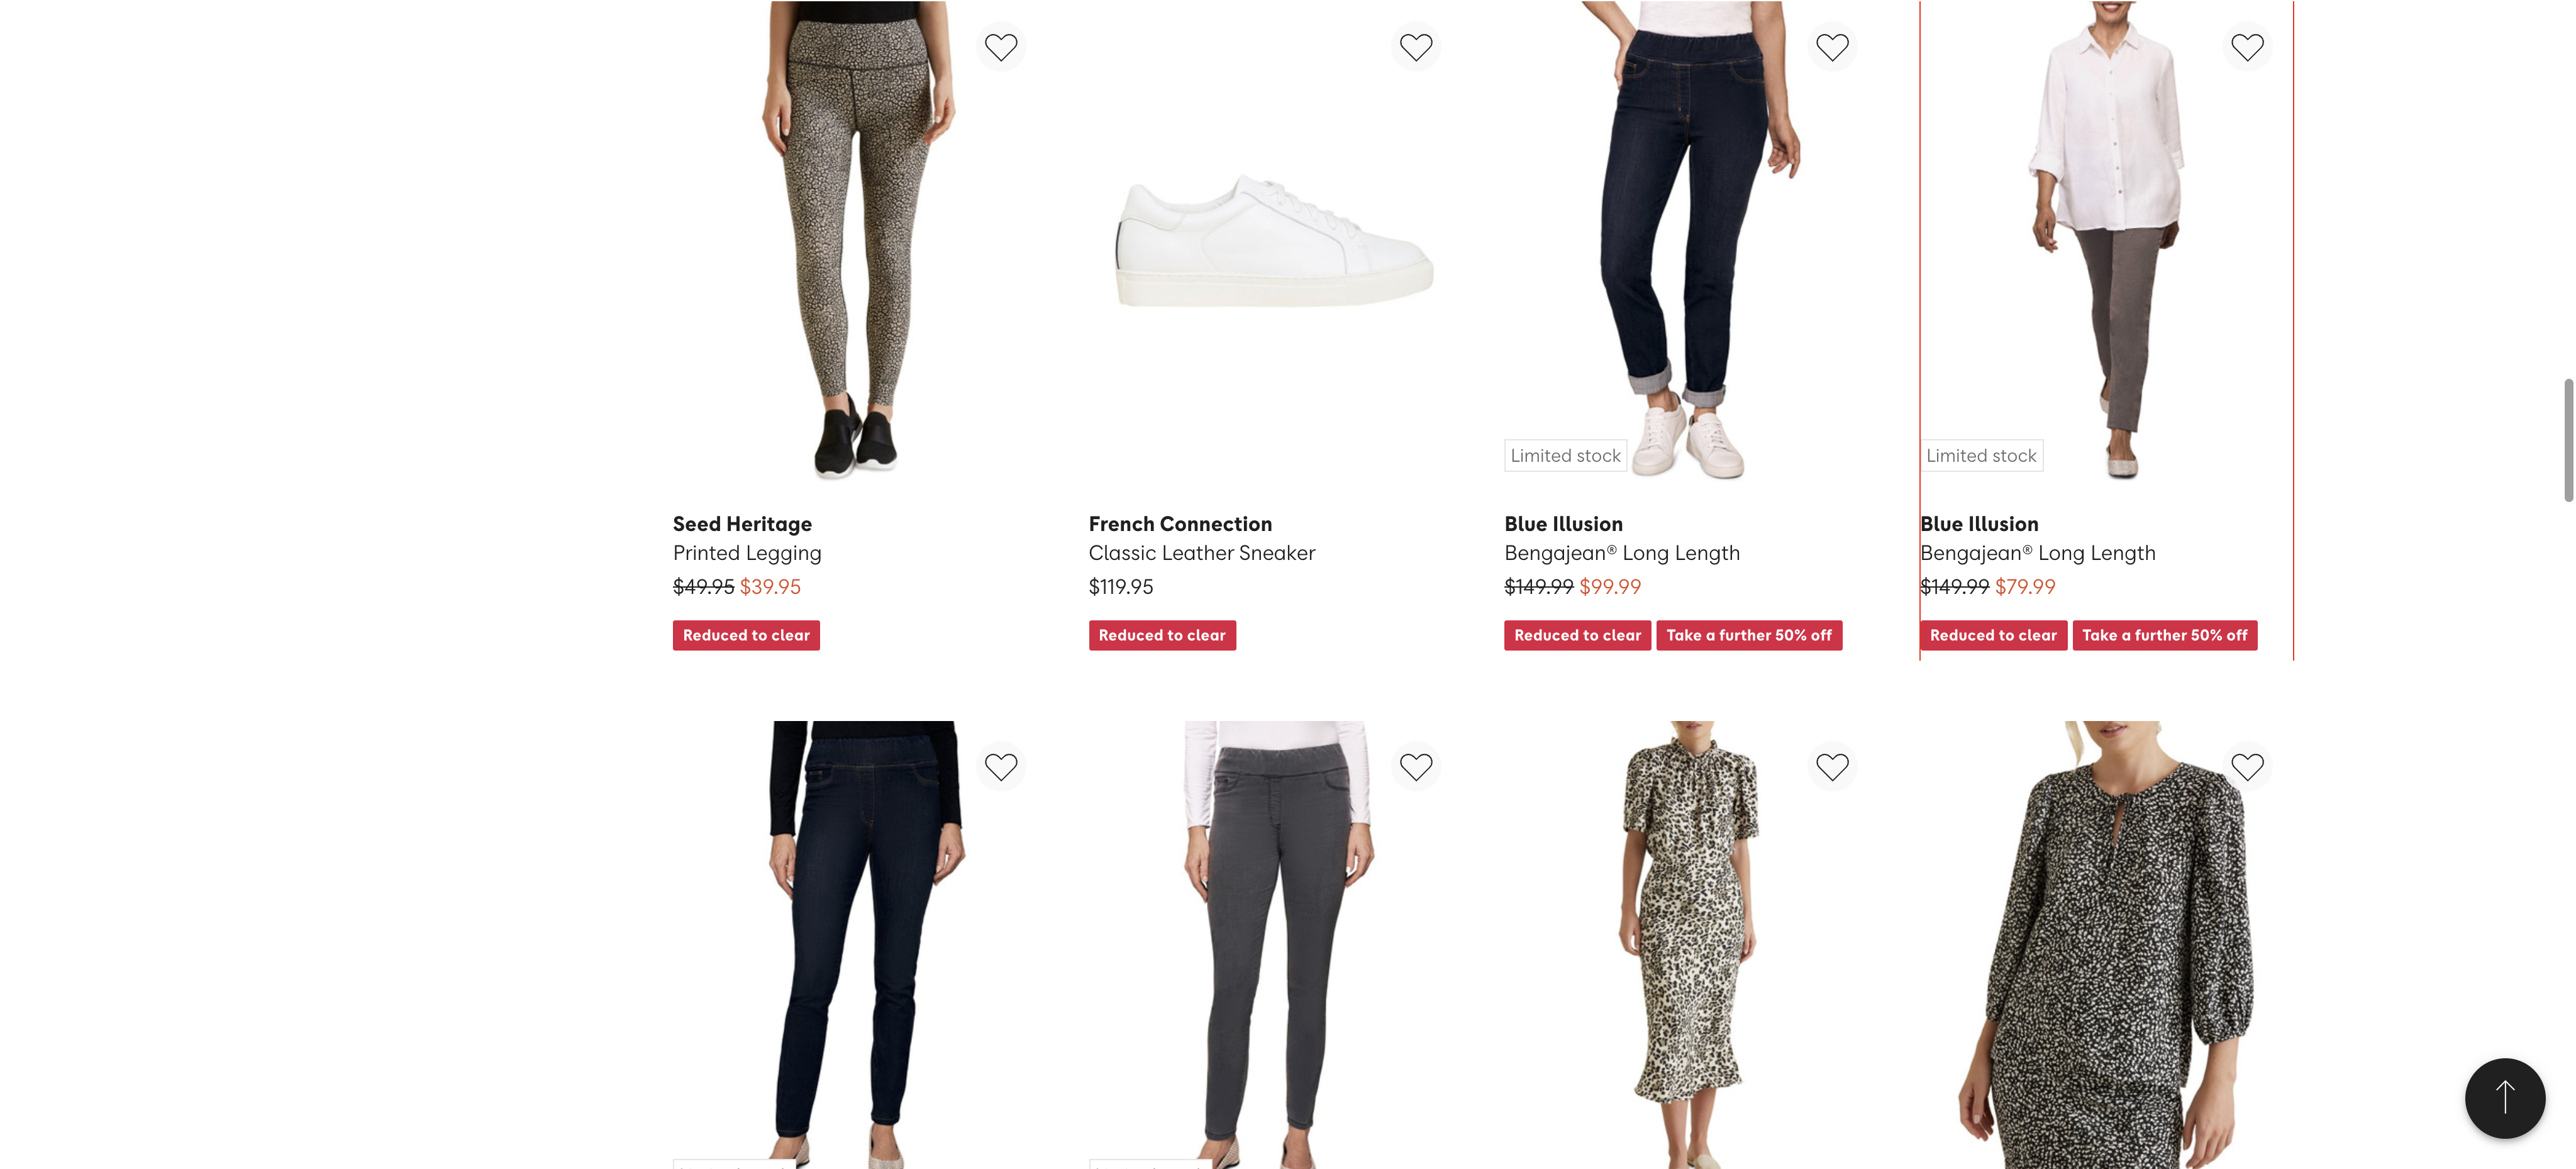 Limited stock
Limited stock
Seed Heritage
Printed Legging
$49.95 $39.95
Reduced to clear
French Connection
Classic Leather Sneaker
$119.95
Reduced to clear
Blue Illusion
Bengajean® Long Length
$149.99 $99.99
Reduced to clear
Take a further 50% off
Blue Illusion
Bengajean® Long Length
$149.99 $79.99
Reduced to clear
Take a further 50% off